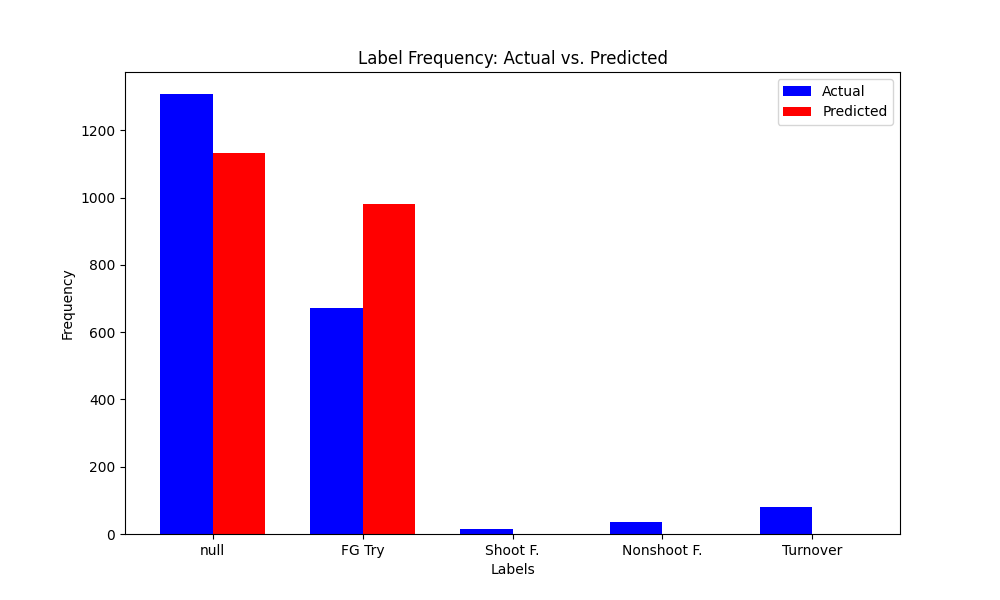 Label Frequency: Actual vs. Predicted
Actual
Predicted
1200
1000
800
600
400
200
0
Frequency
null FG Try Shoot F. Nonshoot F. Turnover
Labels